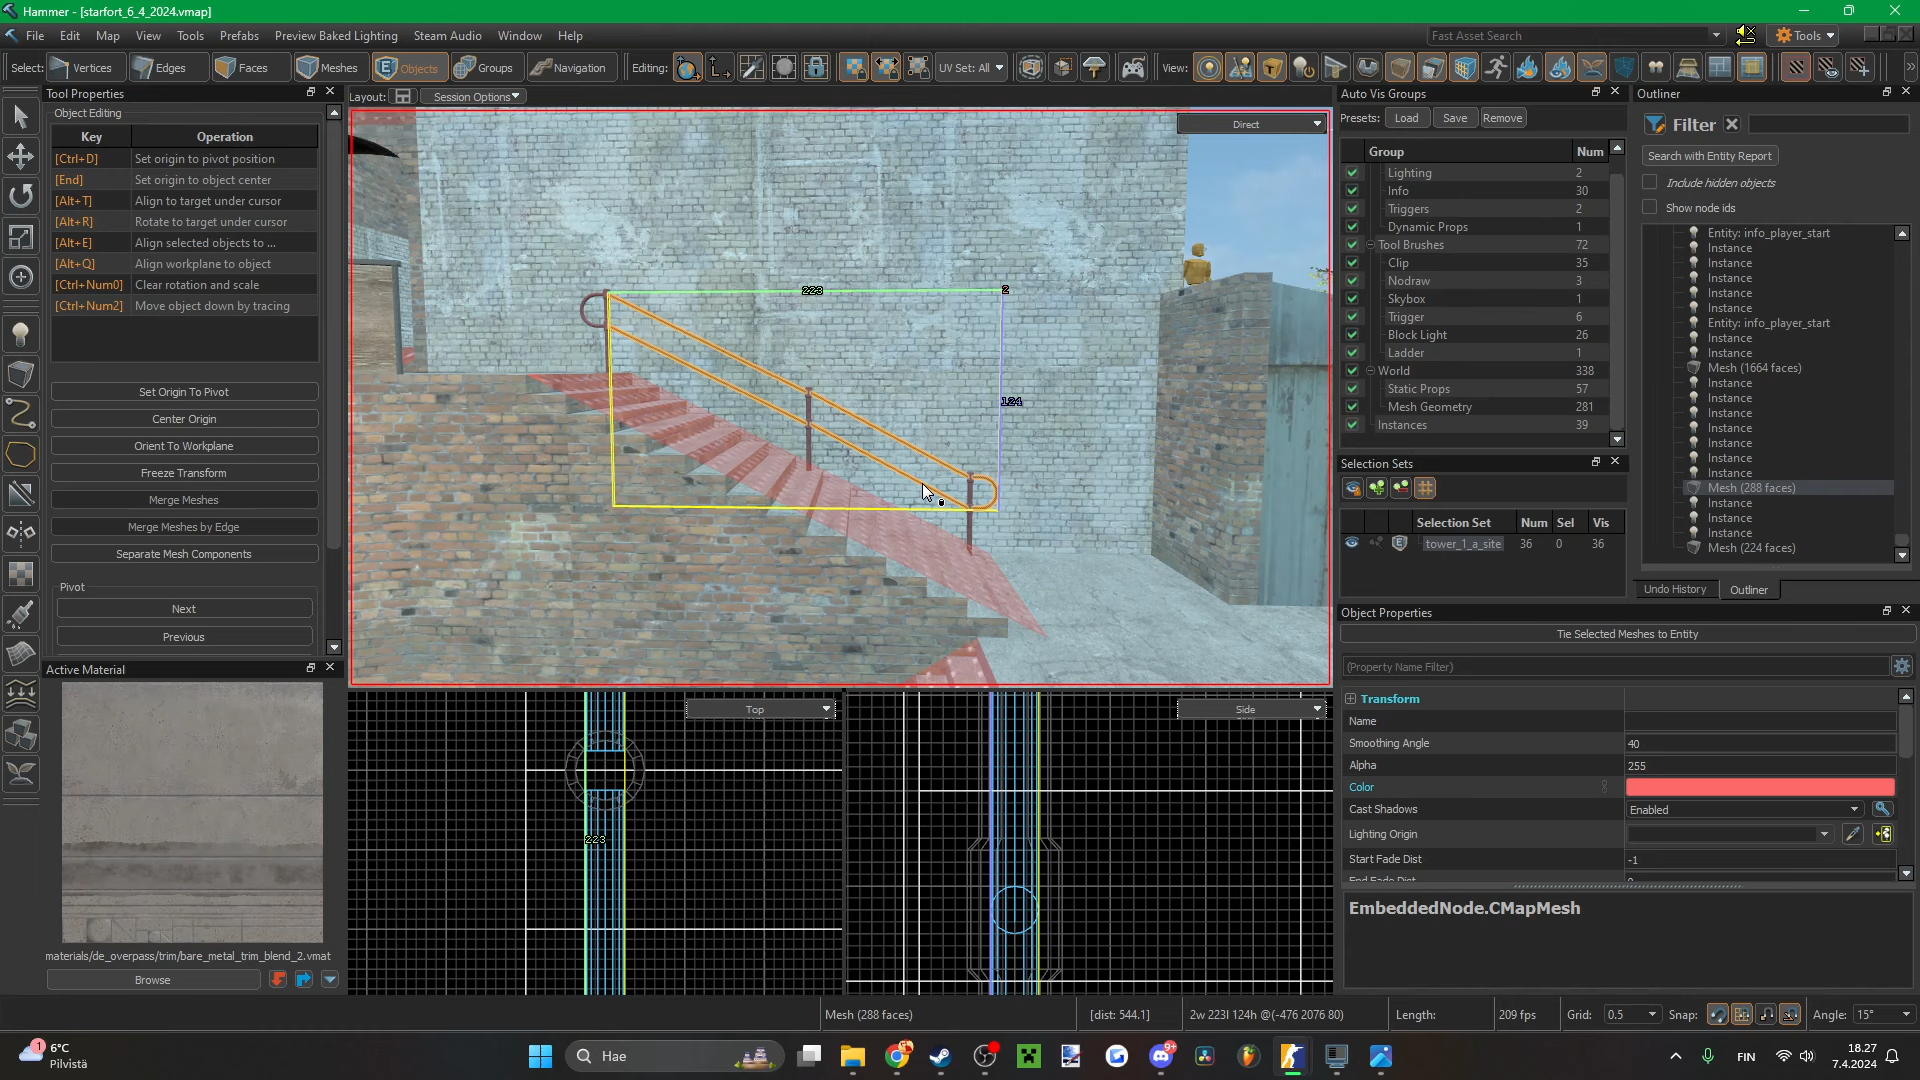 Hammer - [starfort_6_4_2024.vmap]
File Edit Map View Tools Prefabs Preview Baked Lighting Steam Audio Window Help
Fast Asset Search
Tools
Select: Vertices Edges Faces Meshes Objects Groups Navigation Editing: UV Set: All View:
Tool Properties
Object Editing
Key Operation
[Ctrl+D] Set origin to pivot position
[End] Set origin to object center
[Alt+T] Align to target under cursor
[Alt+R] Rotate to target under cursor
[Alt+E] Align selected objects to ...
[Alt+Q] Align workplane to object
[Ctrl+Num0] Clear rotation and scale
[Ctrl+Num2] Move object down by tracing
Set Origin To Pivot
Center Origin
Orient To Workplane
Freeze Transform
Merge Meshes
Merge Meshes by Edge
Separate Mesh Components
Pivot
Next
Previous
Active Material
materials/de_overpass/trim/bare_metal_trim_blend_2.vmat
Browse
Layout: Session Options
Direct
223
2
124
Top
223
Side
Auto Vis Groups
Presets: Load Save Remove
Group Num
Lighting 2
Info 30
Triggers 2
Dynamic Props 1
Tool Brushes 72
Clip 35
Nodraw 3
Skybox 1
Trigger 6
Block Light 26
Ladder 1
World 338
Static Props 57
Mesh Geometry 281
Instances 39
Selection Sets
Selection Set Num Sel Vis
tower_1_a_site 36 0 36
Outliner
Filter
Search with Entity Report
Include hidden objects
Show node ids
Entity: info_player_start
Instance
Instance
Instance
Instance
Instance
Entity: info_player_start
Instance
Instance
Mesh (1664 faces)
Instance
Instance
Instance
Instance
Instance
Instance
Instance
Mesh (288 faces)
Instance
Instance
Instance
Mesh (224 faces)
Undo History Outliner
Object Properties
Tie Selected Meshes to Entity
(Property Name Filter)
Transform
Name
Smoothing Angle 40
Alpha 255
Color
Cast Shadows Enabled
Lighting Origin
Start Fade Dist -1
EmbeddedNode.CMapMesh
Mesh (288 faces) [dist: 544.1] 2w 223l 124h @(-476 2076 80) Length: 209 fps Grid: 0.5 Snap: Angle: 15°
1
6°C
Pilvistä
Hae
9+
FIN
18.27
7.4.2024